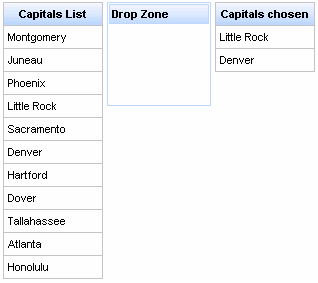 Capitals List
Montgomery
Juneau
Phoenix
Little Rock
Sacramento
Denver
Hartford
Dover
Tallahassee
Atlanta
Honolulu
Drop Zone
Capitals chosen
Little Rock
Denver